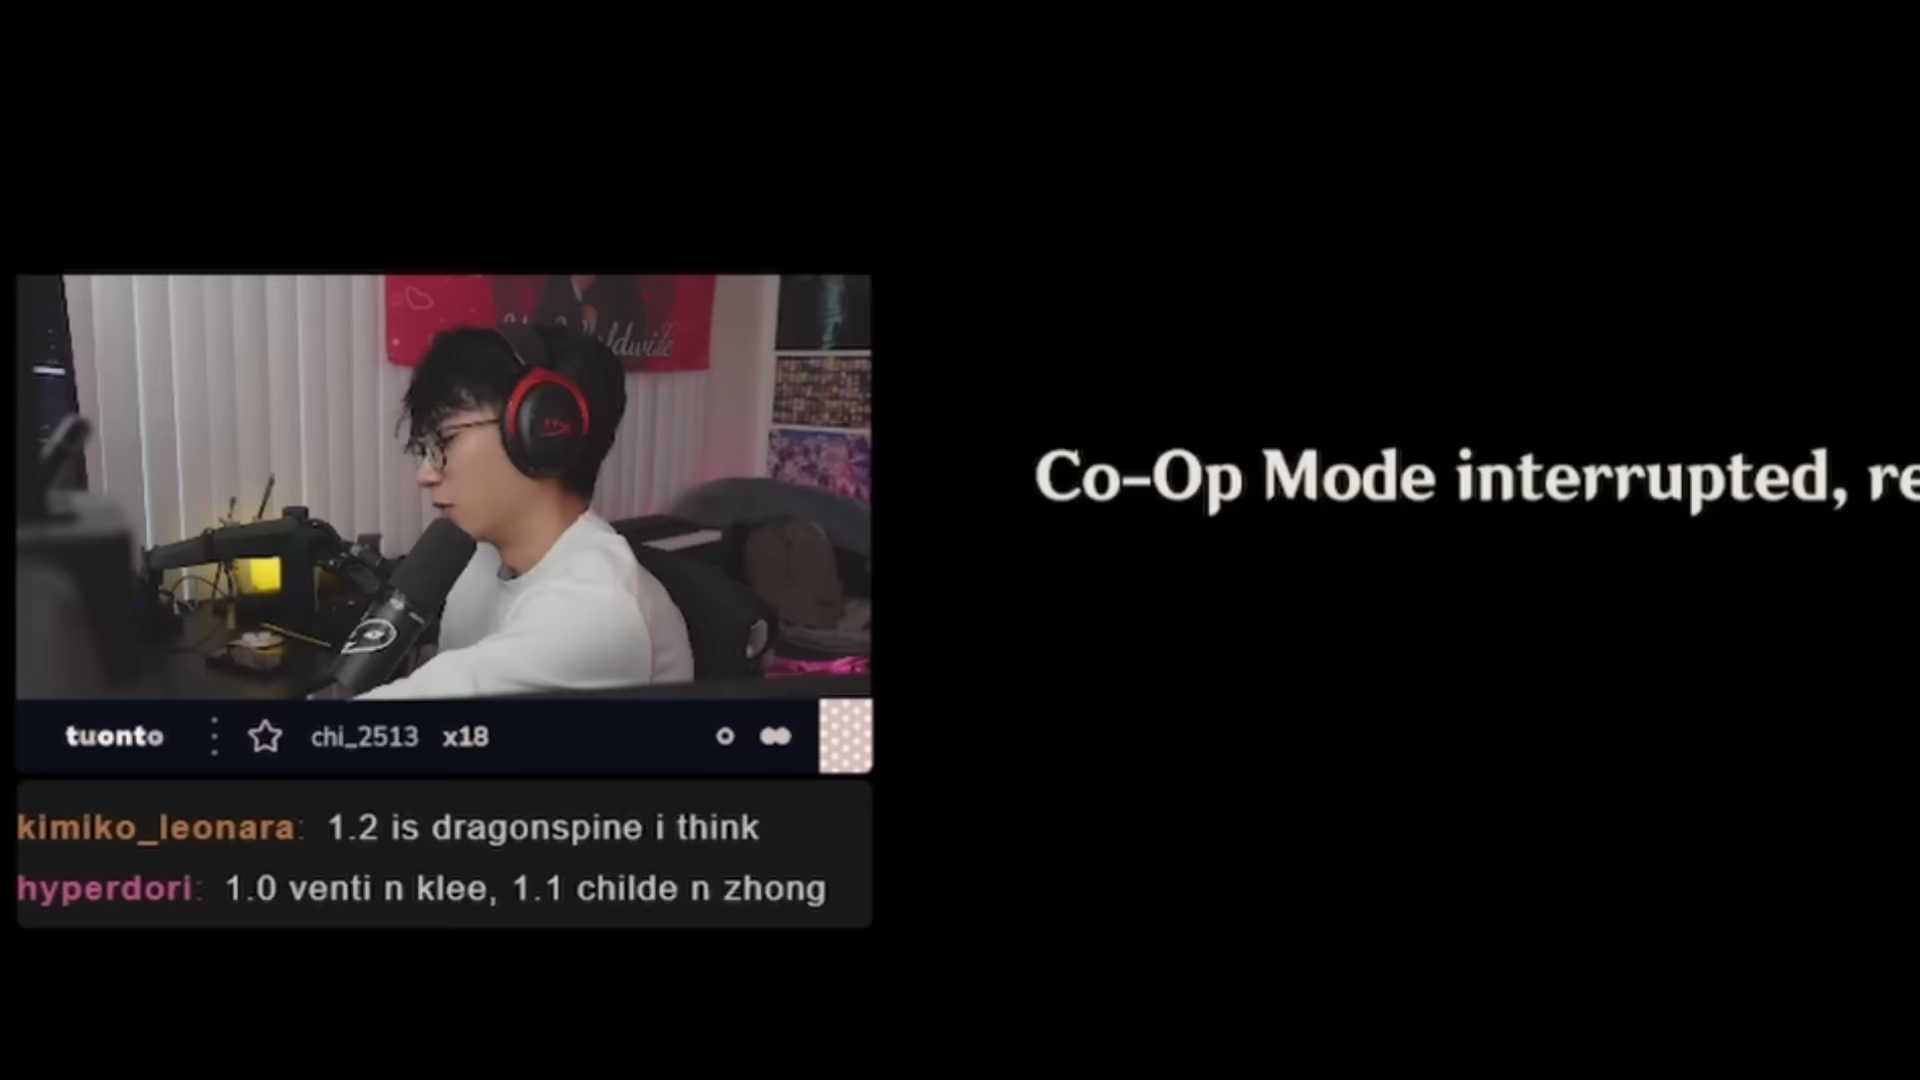 Co-Op Mode interrupted, re
tuonto
chi_2513 x18
kimiko_leonara: 1.2 is dragonspine i think
hyperdori: 1.0 venti n klee, 1.1 childe n zhong